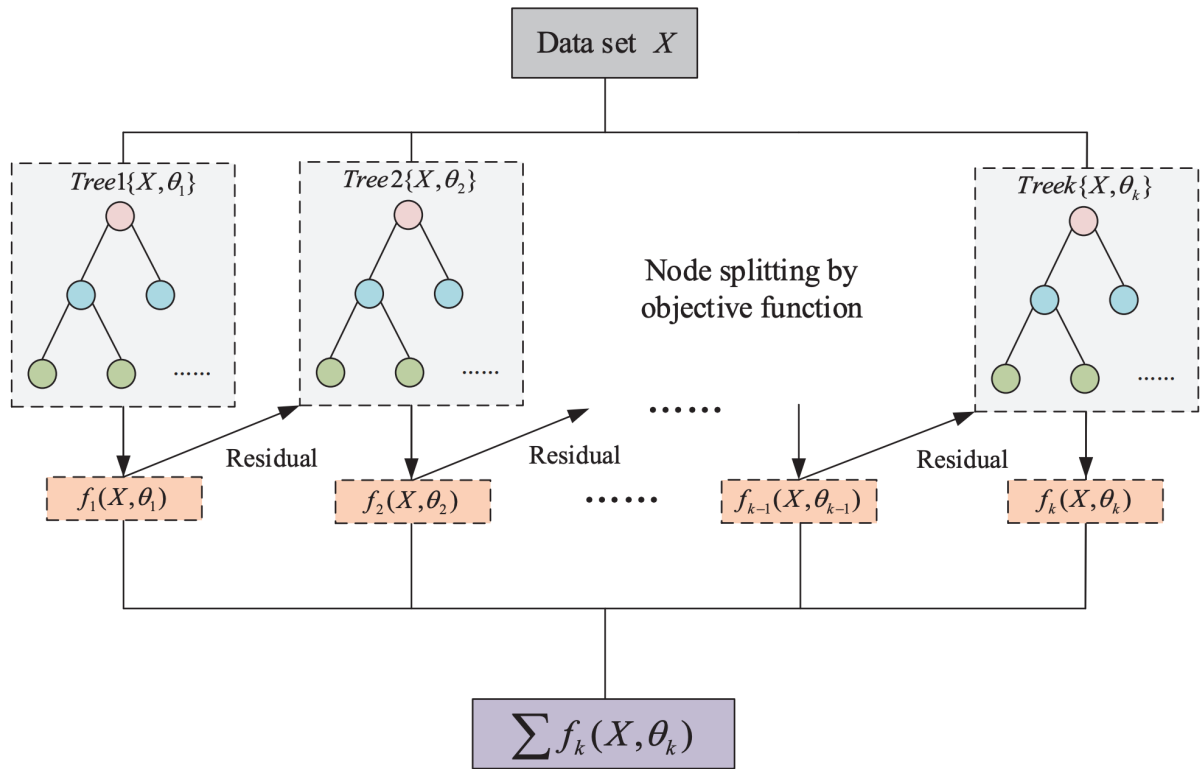 Data set X
Tree1{X,θ₁}
Tree2{X,θ₂}
Treek{X,θₖ}
Node splitting by
objective function
......
......
......
......
Residual
Residual
Residual
f₁(X,θ₁)
f₂(X,θ₂)
......
fₖ₋₁(X,θₖ₋₁)
fₖ(X,θₖ)
∑ fₖ(X,θₖ)